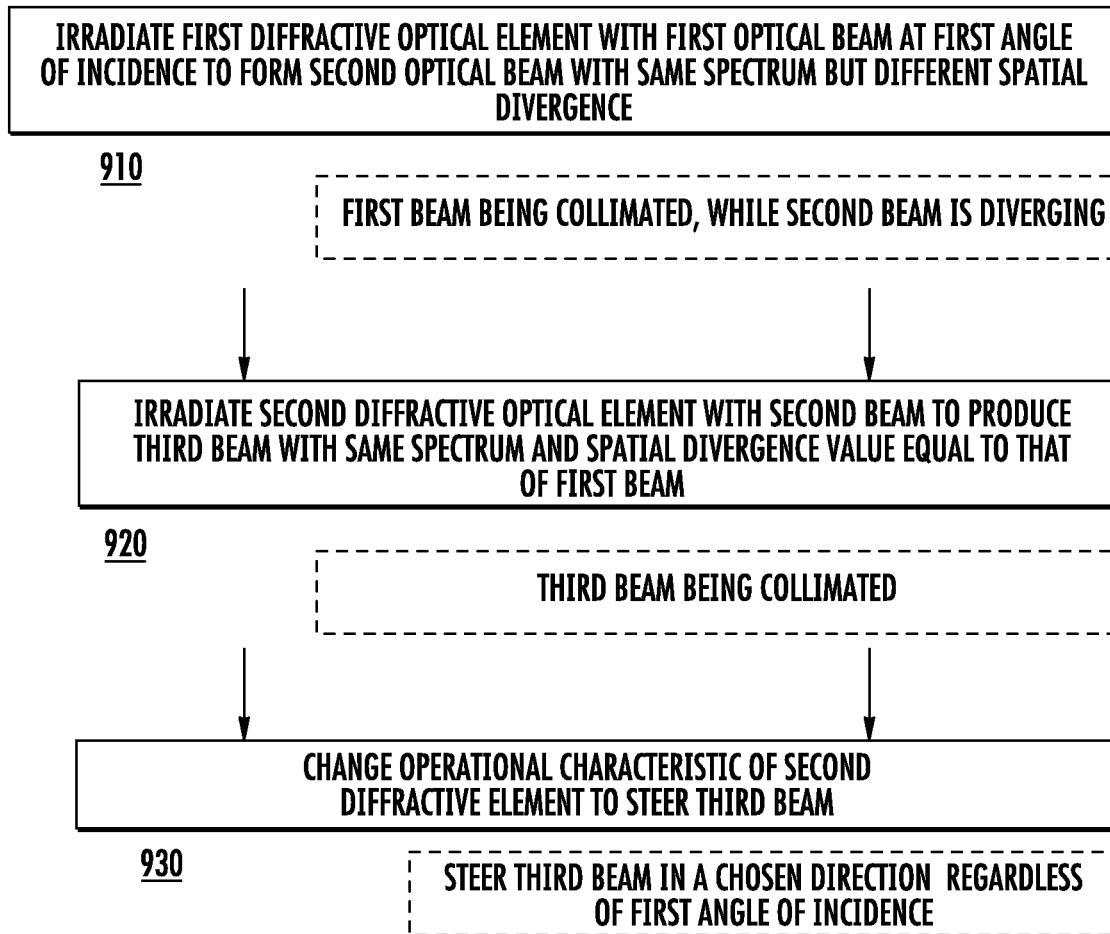 IRRADIATE FIRST DIFFRACTIVE OPTICAL ELEMENT WITH FIRST OPTICAL BEAM AT FIRST ANGLE
OF INCIDENCE TO FORM SECOND OPTICAL BEAM WITH SAME SPECTRUM BUT DIFFERENT SPATIAL
DIVERGENCE
910
FIRST BEAM BEING COLLIMATED, WHILE SECOND BEAM IS DIVERGING
IRRADIATE SECOND DIFFRACTIVE OPTICAL ELEMENT WITH SECOND BEAM TO PRODUCE
THIRD BEAM WITH SAME SPECTRUM AND SPATIAL DIVERGENCE VALUE EQUAL TO THAT
OF FIRST BEAM
920
THIRD BEAM BEING COLLIMATED
CHANGE OPERATIONAL CHARACTERISTIC OF SECOND
DIFFRACTIVE ELEMENT TO STEER THIRD BEAM
930
STEER THIRD BEAM IN A CHOSEN DIRECTION REGARDLESS
OF FIRST ANGLE OF INCIDENCE